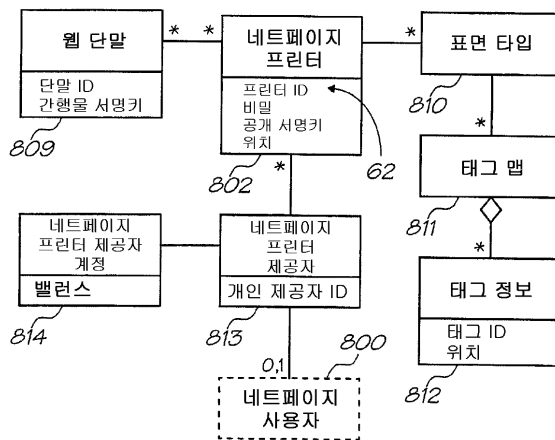 웹 단말
단말 ID
간행물 서명키
809
*
*
네트페이지
프린터
프린터 ID
비밀
공개 서명키
위치
802
62
*
*
표면 타입
810
*
태그 맵
811
*
태그 정보
태그 ID
위치
812
네트페이지
프린터 제공자
계정
밸런스
814
네트페이지
프린터
제공자
개인 제공자 ID
813
0,1
800
네트페이지
사용자